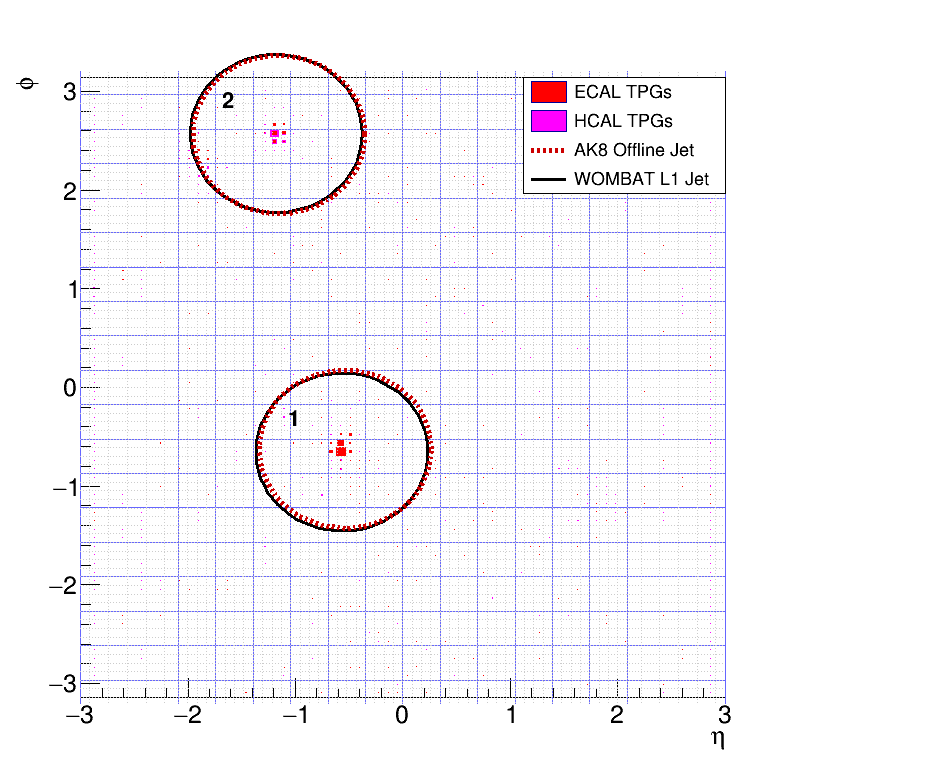 ϕ
3
2
1
0
−1
−2
−3
2
1
ECAL TPGs
HCAL TPGs
AK8 Offline Jet
WOMBAT L1 Jet
−3 −2 −1 0 1 2 3
η